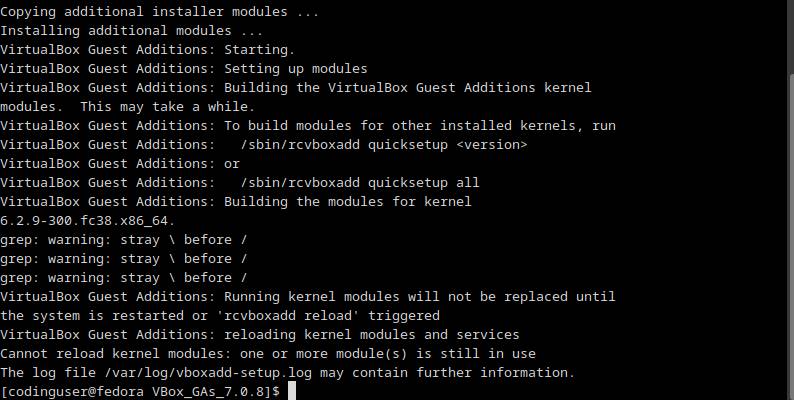 Copying additional installer modules ...
Installing additional modules ...
VirtualBox Guest Additions: Starting.
VirtualBox Guest Additions: Setting up modules
VirtualBox Guest Additions: Building the VirtualBox Guest Additions kernel
modules.  This may take a while.
VirtualBox Guest Additions: To build modules for other installed kernels, run
VirtualBox Guest Additions:   /sbin/rcvboxadd quicksetup <version>
VirtualBox Guest Additions: or
VirtualBox Guest Additions:   /sbin/rcvboxadd quicksetup all
VirtualBox Guest Additions: Building the modules for kernel
6.2.9-300.fc38.x86_64.
grep: warning: stray \ before /
grep: warning: stray \ before /
grep: warning: stray \ before /
VirtualBox Guest Additions: Running kernel modules will not be replaced until
the system is restarted or 'rcvboxadd reload' triggered
VirtualBox Guest Additions: reloading kernel modules and services
Cannot reload kernel modules: one or more module(s) is still in use
The log file /var/log/vboxadd-setup.log may contain further information.
[codinguser@fedora VBox_GAs_7.0.8]$